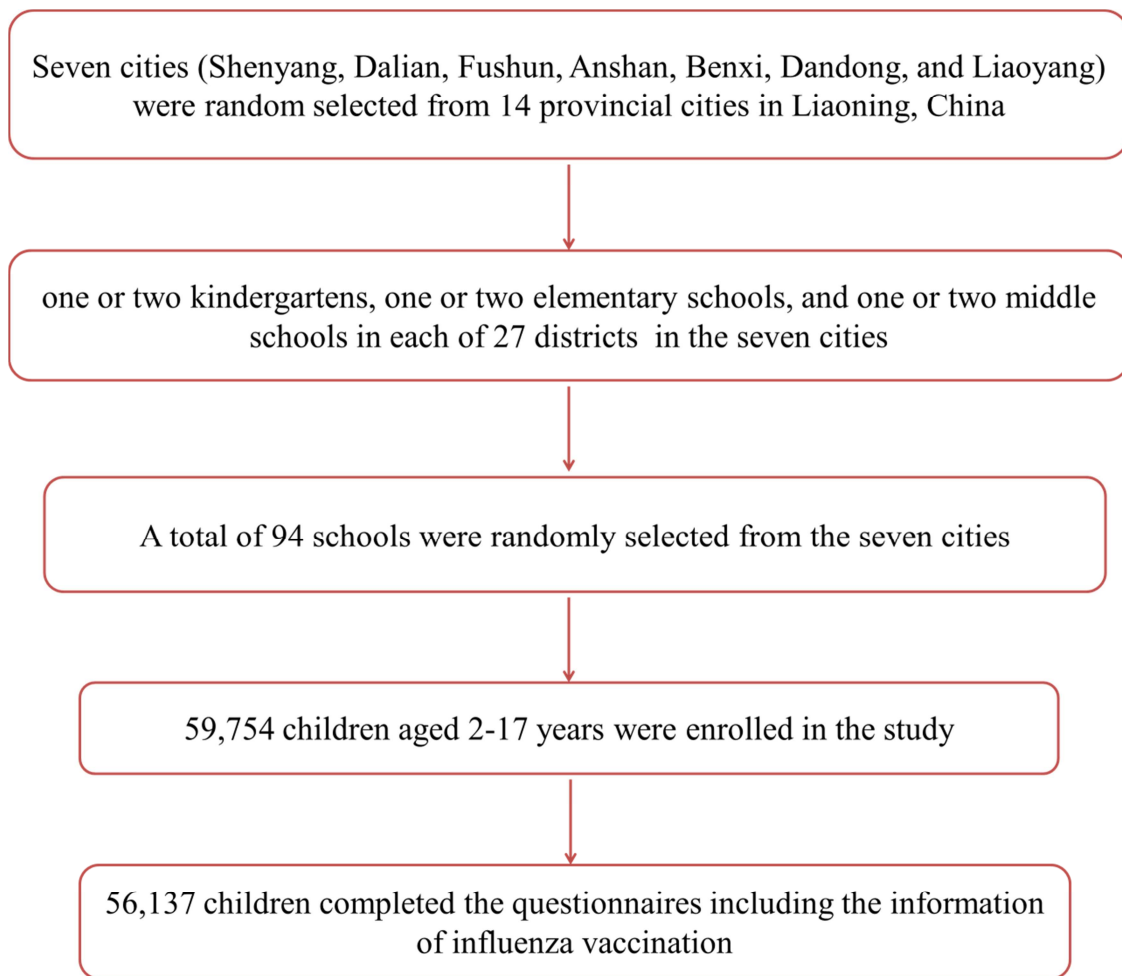 Seven cities (Shenyang, Dalian, Fushun, Anshan, Benxi, Dandong, and Liaoyang)
were random selected from 14 provincial cities in Liaoning, China
one or two kindergartens, one or two elementary schools, and one or two middle
schools in each of 27 districts  in the seven cities
A total of 94 schools were randomly selected from the seven cities
59,754 children aged 2-17 years were enrolled in the study
56,137 children completed the questionnaires including the information
of influenza vaccination